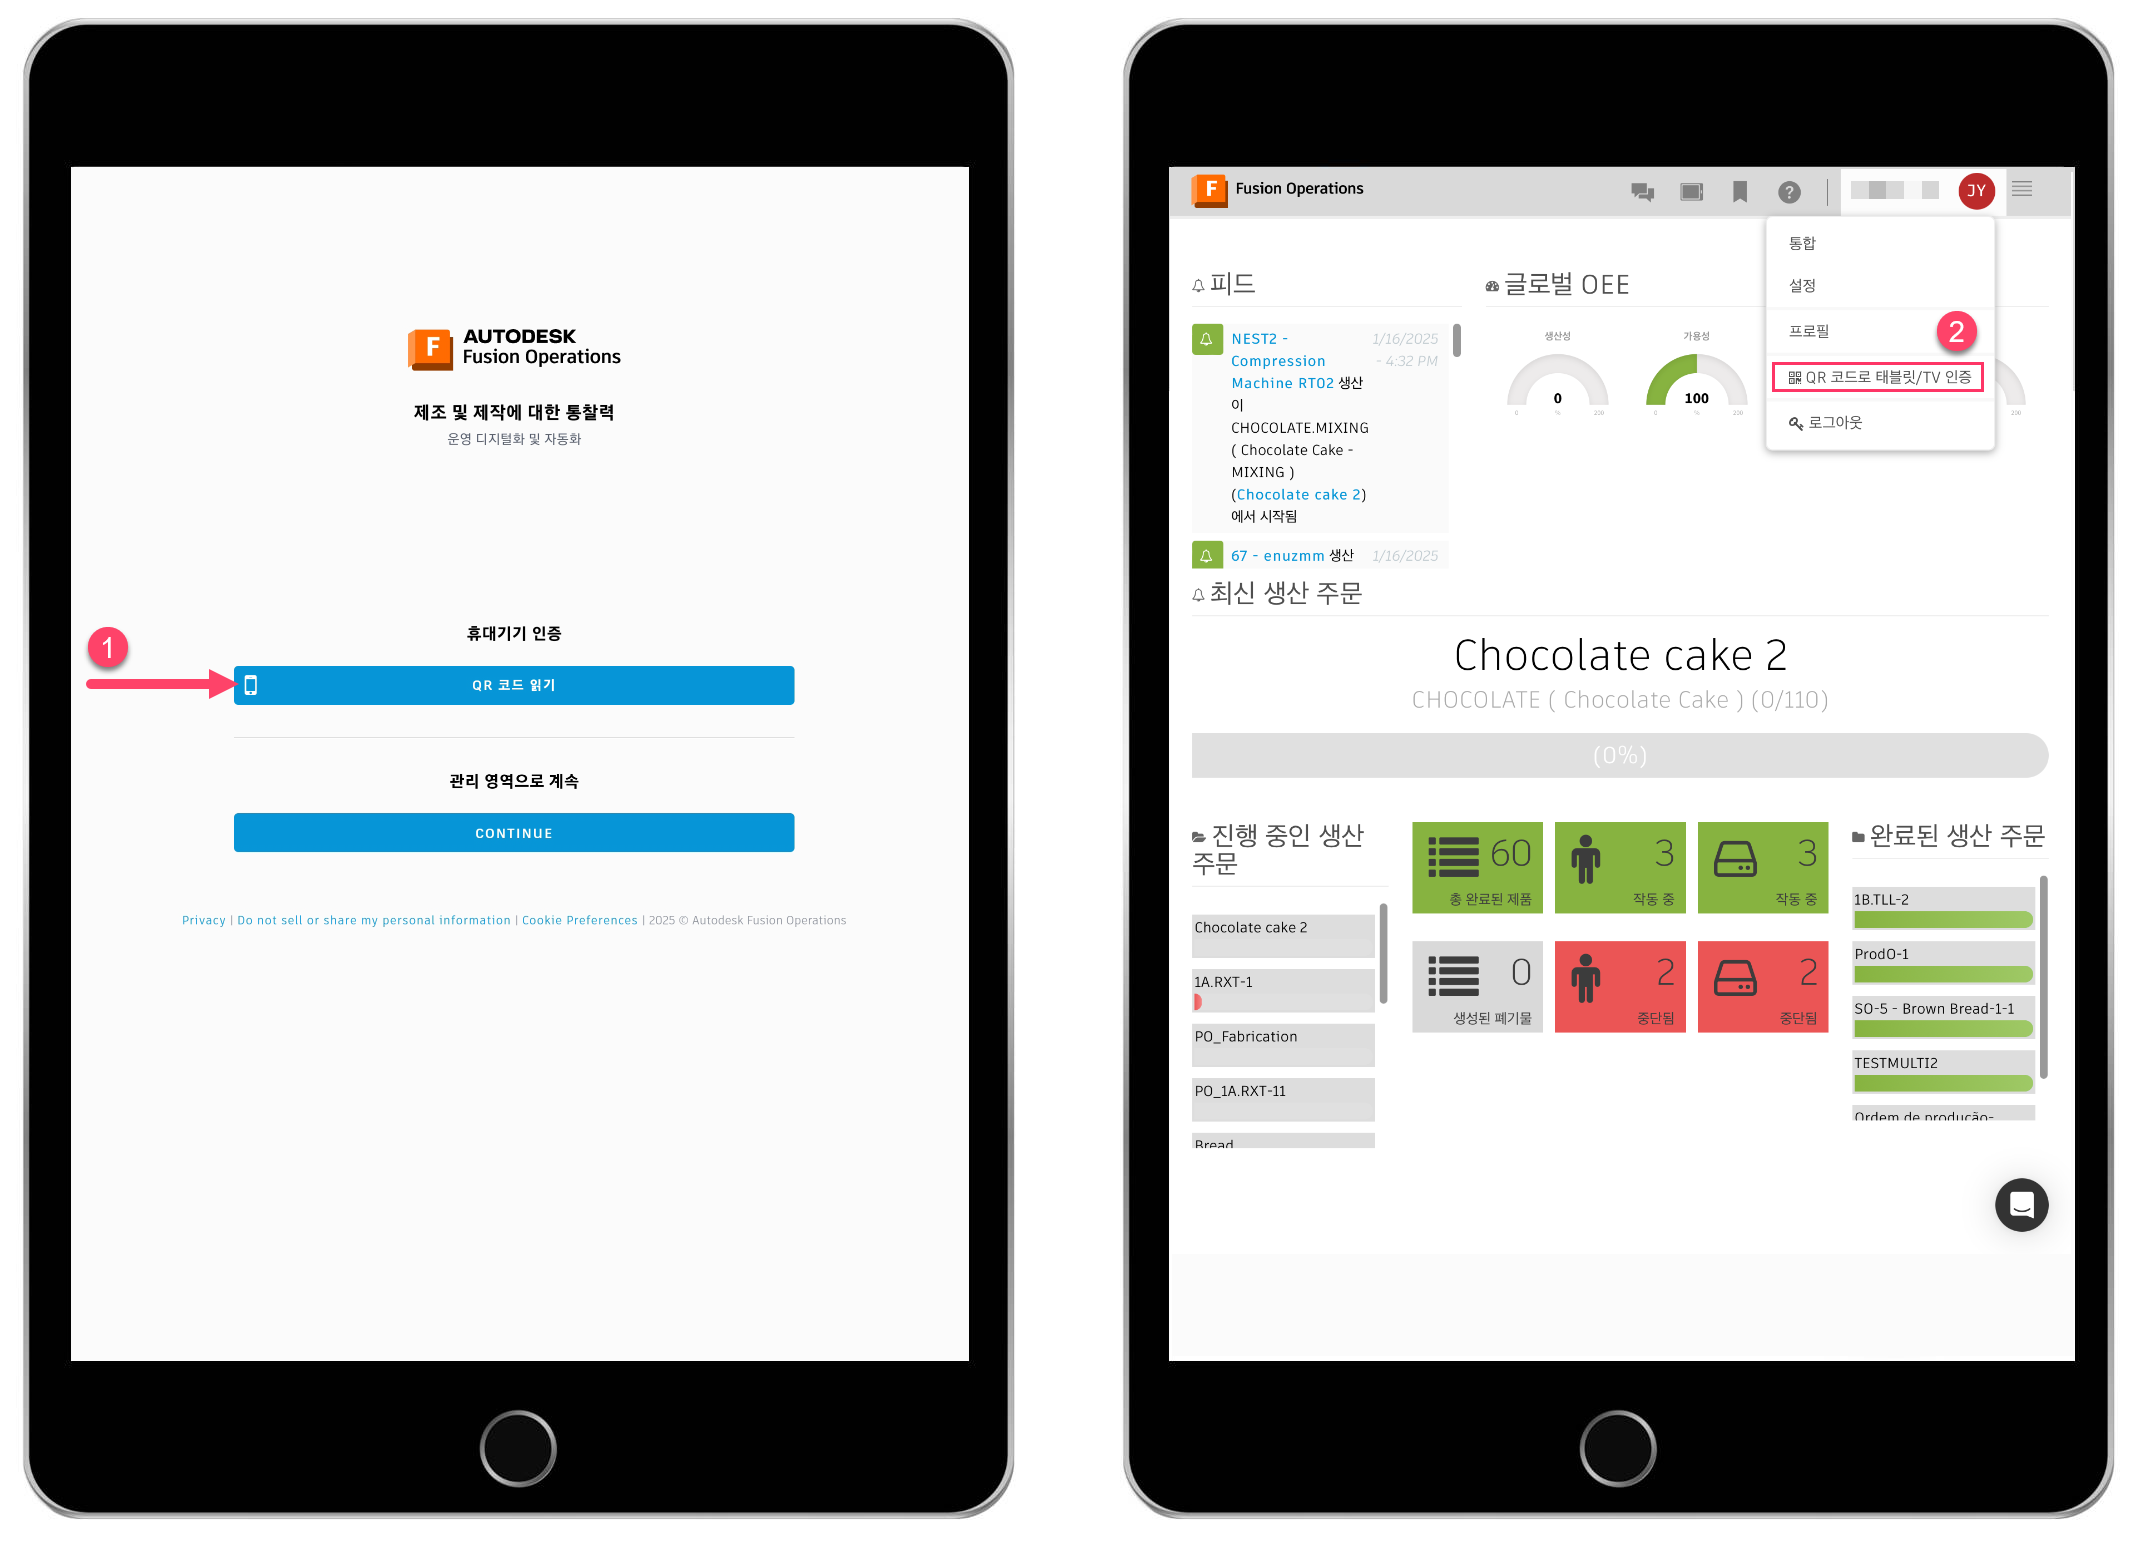 F AUTODESK
Fusion Operations
제조 및 제작에 대한 통찰력
운영 디지털화 및 자동화
휴대기기 인증
1
QR 코드 읽기
관리 영역으로 계속
CONTINUE
Privacy | Do not sell or share my personal information | Cookie Preferences | 2025 © Autodesk Fusion Operations
F Fusion Operations
?
JY
통합
설정
프로필
2
QR 코드로 태블릿/TV 인증
로그아웃
피드
NEST2 -
Compression
Machine RT02 생산
이
CHOCOLATE.MIXING
( Chocolate Cake -
MIXING )
(Chocolate cake 2)
에서 시작됨
1/16/2025
- 4:32 PM
67 - enuzmm 생산
1/16/2025
글로벌 OEE
생산성
0
0 % 200
가용성
100
0 % 200
200
최신 생산 주문
Chocolate cake 2
CHOCOLATE ( Chocolate Cake ) (0/110)
(0%)
진행 중인 생산
주문
Chocolate cake 2
1A.RXT-1
PO_Fabrication
PO_1A.RXT-11
Bread
60
총 완료된 제품
3
작동 중
3
작동 중
0
생성된 폐기물
2
중단됨
2
중단됨
완료된 생산 주문
1B.TLL-2
ProdO-1
SO-5 - Brown Bread-1-1
TESTMULTI2
Ordem de produção-